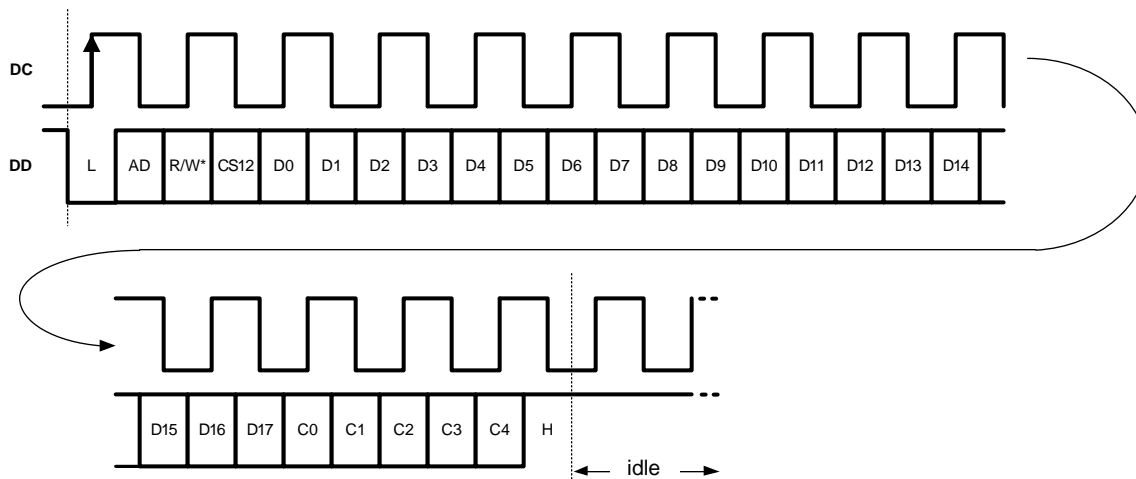 DC
DD L AD R/W* CS12 D0 D1 D2 D3 D4 D5 D6 D7 D8 D9 D10 D11 D12 D13 D14
D15 D16 D17 C0 C1 C2 C3 C4 H
idle